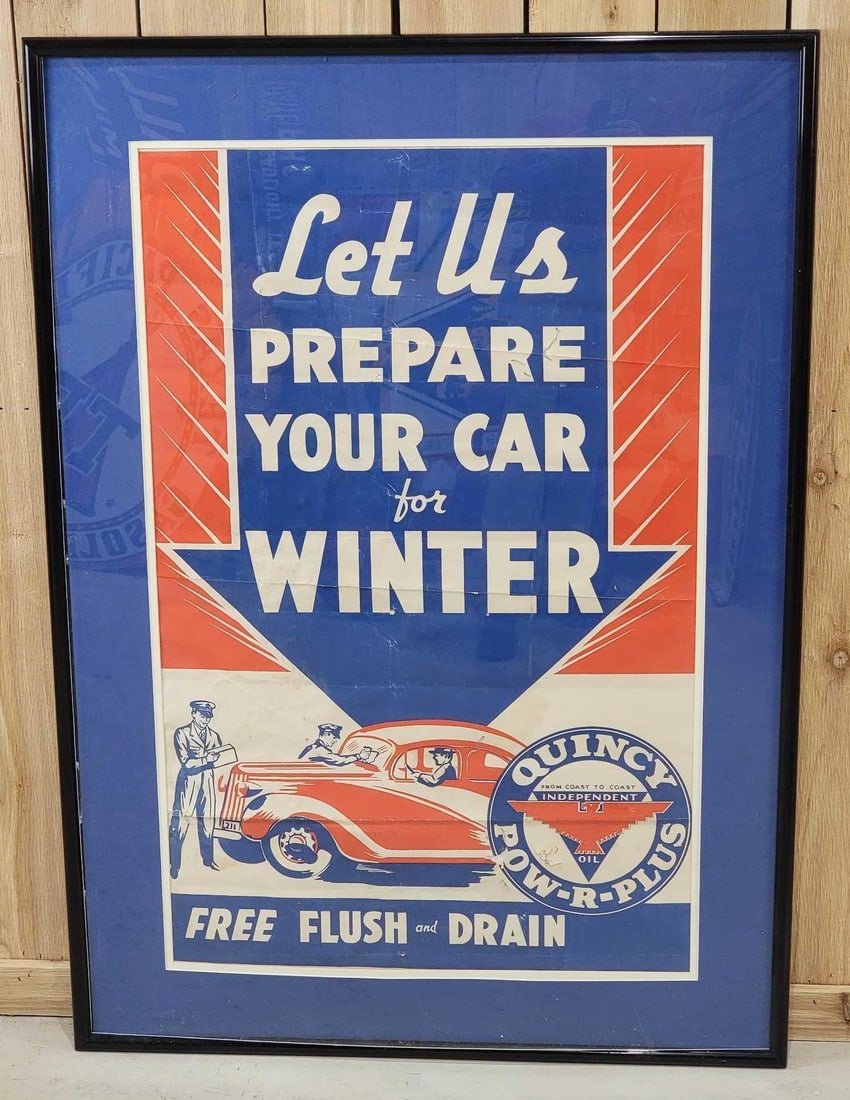 Let Us
PREPARE
YOUR CAR
for
WINTER
QUINCY
FROM COAST TO COAST
INDEPENDENT
OIL
POW-R-PLUS
211
FREE FLUSH and DRAIN